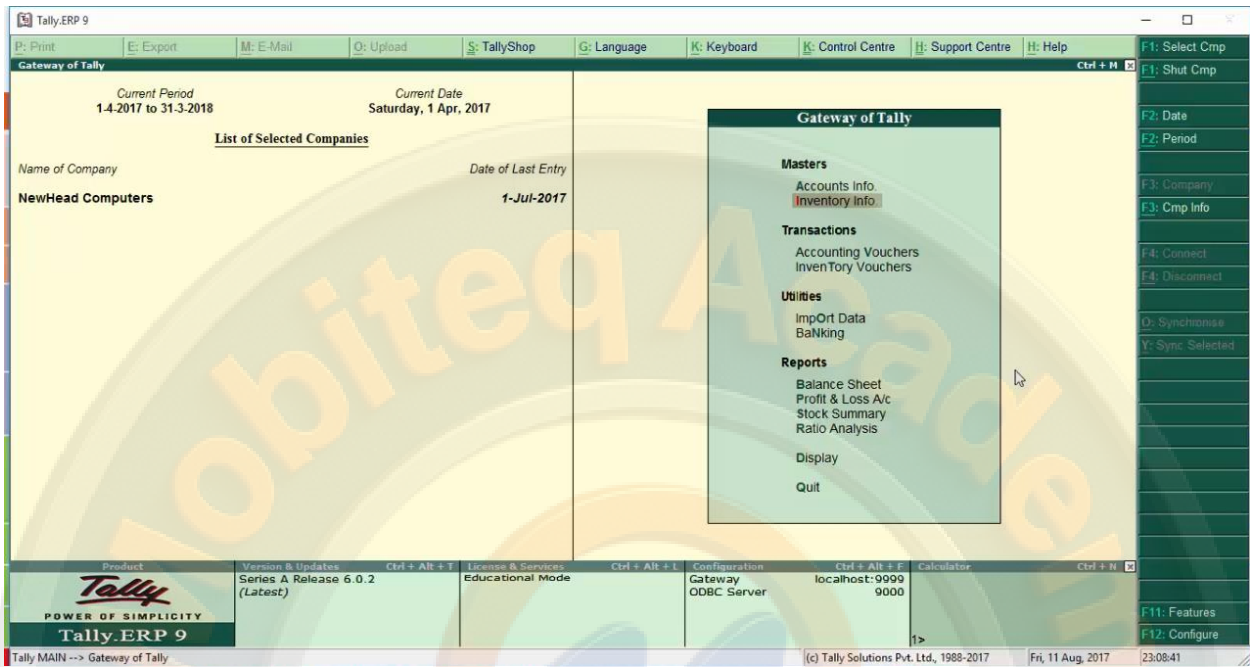 Tally.ERP 9
P: Print E: Export M: E-Mail O: Upload S: TallyShop G: Language K: Keyboard K: Control Centre H: Support Centre H: Help
Gateway of Tally Ctrl + M
Current Period Current Date
1-4-2017 to 31-3-2018 Saturday, 1 Apr, 2017
List of Selected Companies
Name of Company Date of Last Entry
NewHead Computers 1-Jul-2017
Gateway of Tally
Masters
Accounts Info.
Inventory Info.
Transactions
Accounting Vouchers
InvenTory Vouchers
Utilities
ImpOrt Data
BaNking
Reports
Balance Sheet
Profit & Loss A/c
Stock Summary
Ratio Analysis
Display
Quit
F1: Select Cmp
F1: Shut Cmp
F2: Date
F2: Period
F3: Company
F3: Cmp Info
F4: Connect
F4: Disconnect
O: Synchronise
Y: Sync Selected
F11: Features
F12: Configure
Mobiteq Academ
Product
Tally
POWER OF SIMPLICITY
Tally.ERP 9
Version & Updates Ctrl + Alt + T
Series A Release 6.0.2
(Latest)
License & Services Ctrl + Alt + L
Educational Mode
Configuration Ctrl + Alt + F
Gateway localhost:9999
ODBC Server 9000
Calculator Ctrl + N
1>
Tally MAIN --> Gateway of Tally (c) Tally Solutions Pvt. Ltd., 1988-2017 Fri, 11 Aug, 2017 23:08:41